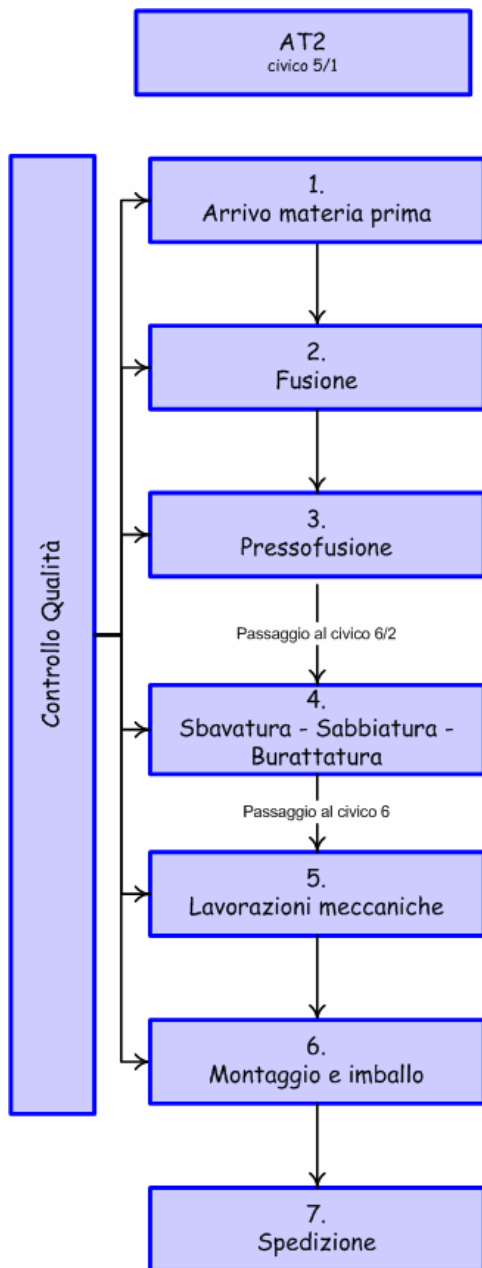 AT2
civico 5/1
Controllo Qualità
1.
Arrivo materia prima
2.
Fusione
3.
Pressofusione
Passaggio al civico 6/2
4.
Sbavatura - Sabbiatura -
Burattatura
Passaggio al civico 6
5.
Lavorazioni meccaniche
6.
Montaggio e imballo
7.
Spedizione